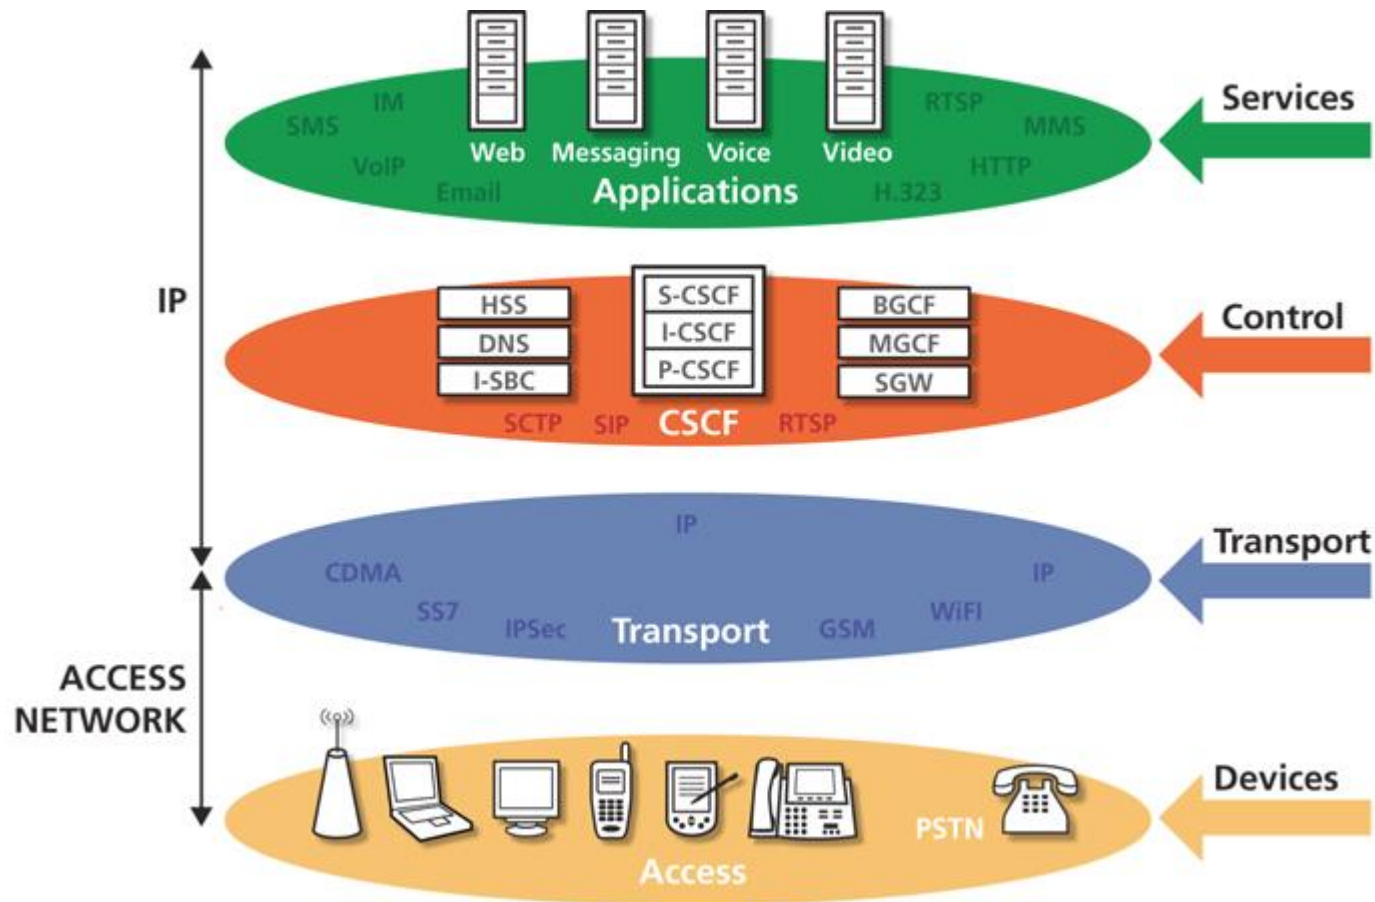 Services
IM
SMS
RTSP
MMS
Web
Messaging
Voice
Video
VoIP
HTTP
Email
Applications
H.323
IP
Control
HSS
DNS
I-SBC
S-CSCF
I-CSCF
P-CSCF
BGCF
MGCF
SGW
SCTP
SIP
CSCF
RTSP
Transport
IP
CDMA
IP
SS7
WiFI
IPSec
Transport
GSM
ACCESS
NETWORK
Devices
PSTN
Access